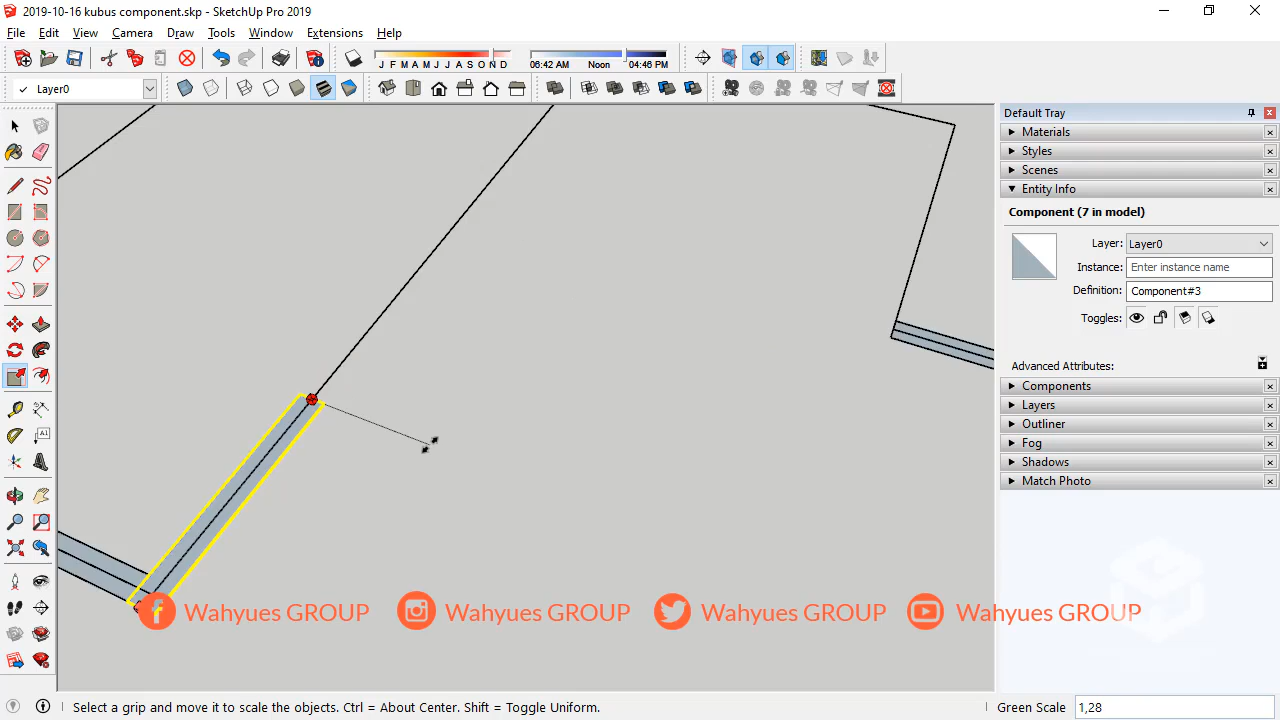 2019-10-16 kubus component.skp - SketchUp Pro 2019
File Edit View Camera Draw Tools Window Extensions Help
J F M A M J J A S O N D 06:42 AM Noon 04:46 PM
✓ Layer0
Default Tray
Materials
Styles
Scenes
Entity Info
Component (7 in model)
Layer: Layer0
Instance: Enter instance name
Definition: Component#3
Toggles:
Advanced Attributes:
Components
Layers
Outliner
Fog
Shadows
Match Photo
A1
Wahyues GROUP Wahyues GROUP Wahyues GROUP Wahyues GROUP
Select a grip and move it to scale the objects. Ctrl = About Center. Shift = Toggle Uniform. Green Scale 1,28